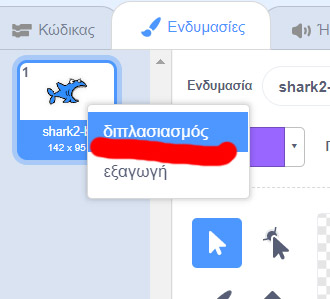 Κώδικας
Ενδυμασίες
1
Ενδυμασία
shark2-
shark2-b
142 x 95
διπλασιασμός
εξαγωγή